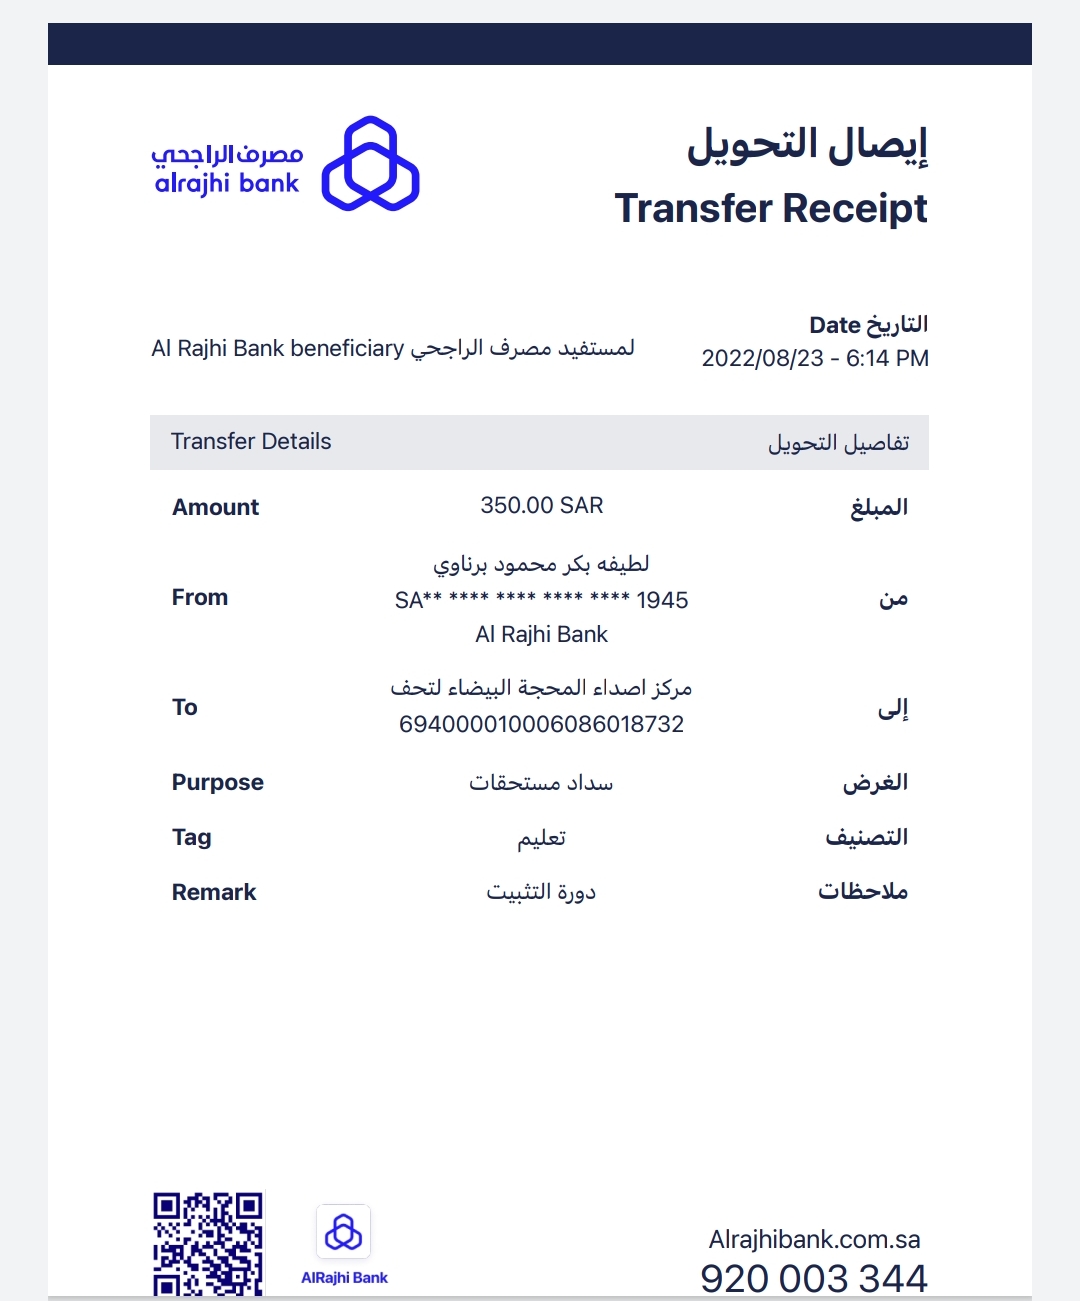 إيصال التحويل
Transfer Receipt
مصرف الراجحي
alrajhi bank
التاريخ Date
2022/08/23 - 6:14 PM
Al Rajhi Bank beneficiary لمستفيد مصرف الراجحي
Transfer Details تفاصيل التحويل
Amount 350.00 SAR المبلغ
لطيفه بكر محمود برناوي
From SA** **** **** **** **** 1945 من
Al Rajhi Bank
مركز اصداء المحجة البيضاء لتحف
To 694000010006086018732 إلى
Purpose سداد مستحقات الغرض
Tag تعليم التصنيف
Remark دورة التثبيت ملاحظات
AlRajhi Bank
Alrajhibank.com.sa
920 003 344